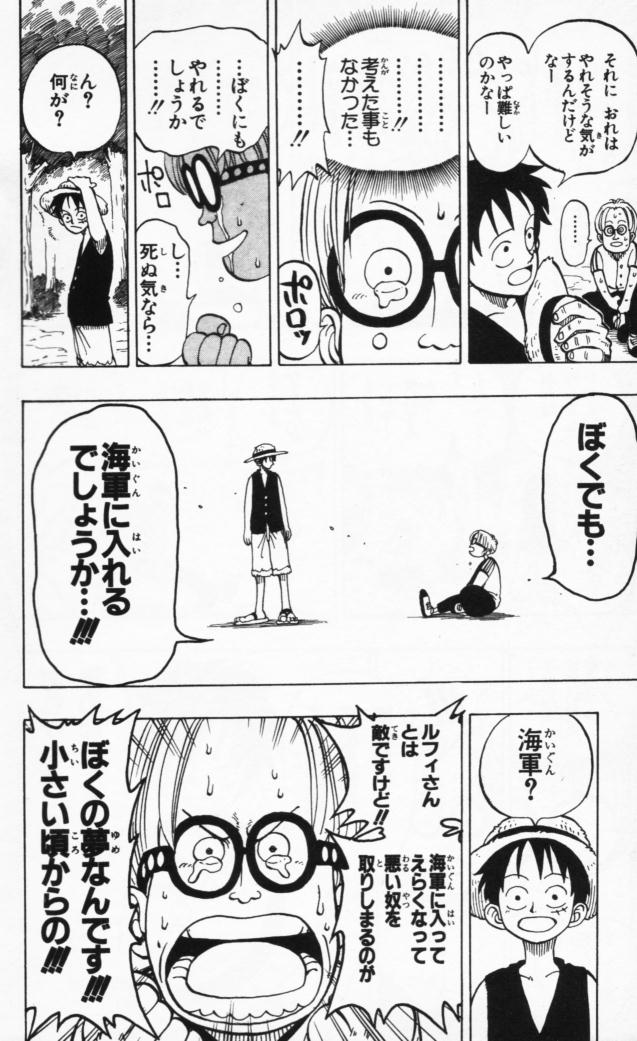 それに おれは
やれそうな気が
するんだけど
なー
やっぱ難しい
のかなー
……
…………
…………!!
考えた事も
なかった…
………!!
ポロッ
…ぼくにも
………
やれるで
しょうか
……!!
ポロ
し…
死ぬ気なら…
ん?
何が?
ぼくでも…
海軍に入れる
でしょうか…!!!
海軍?
ルフィさん
とは
敵ですけど!!
海軍に入って
えらくなって
悪い奴を
取りしまるのが
ぼくの夢なんです!!!
小さい頃からの!!!